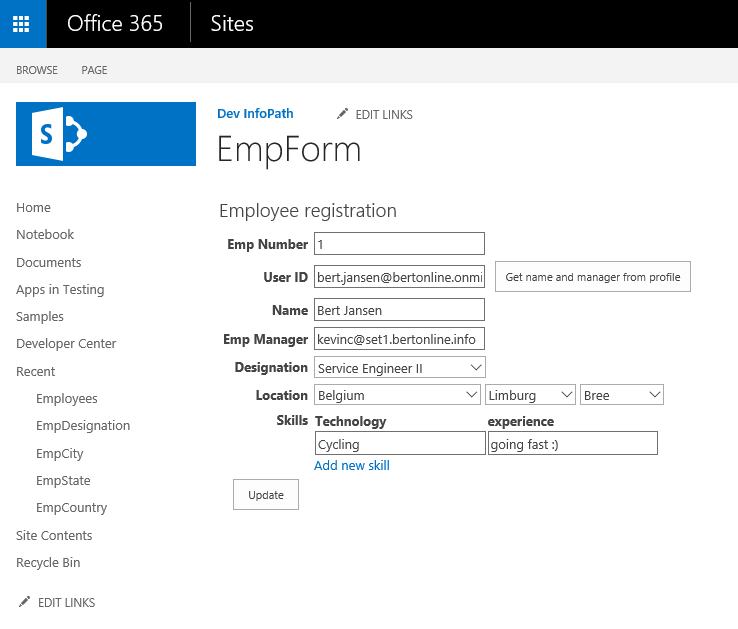 Office 365 Sites
BROWSE PAGE
S
Dev InfoPath EDIT LINKS
EmpForm
Home
Notebook
Documents
Apps in Testing
Samples
Developer Center
Recent
Employees
EmpDesignation
EmpCity
EmpState
EmpCountry
Site Contents
Recycle Bin
EDIT LINKS
Employee registration
Emp Number 1
User ID bert.jansen@bertonline.onmi Get name and manager from profile
Name Bert Jansen
Emp Manager kevinc@set1.bertonline.info
Designation Service Engineer II
Location Belgium Limburg Bree
Skills Technology experience
Cycling going fast :)
Add new skill
Update